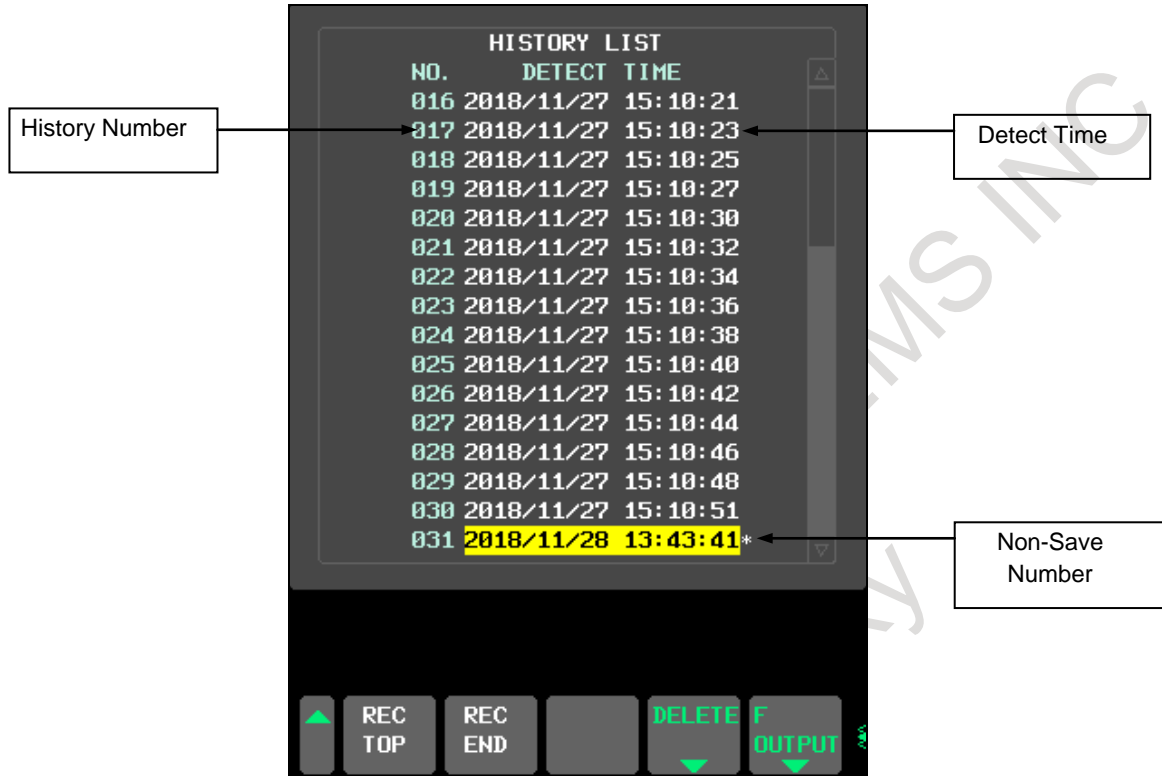 HISTORY LIST
NO. DETECT TIME
016 2018/11/27 15:10:21
017 2018/11/27 15:10:23
018 2018/11/27 15:10:25
019 2018/11/27 15:10:27
020 2018/11/27 15:10:30
021 2018/11/27 15:10:32
022 2018/11/27 15:10:34
023 2018/11/27 15:10:36
024 2018/11/27 15:10:38
025 2018/11/27 15:10:40
026 2018/11/27 15:10:42
027 2018/11/27 15:10:44
028 2018/11/27 15:10:46
029 2018/11/27 15:10:48
030 2018/11/27 15:10:51
031 2018/11/28 13:43:41*
History Number
Detect Time
Non-Save
Number
REC
TOP
REC
END
DELETE
F
OUTPUT
INC